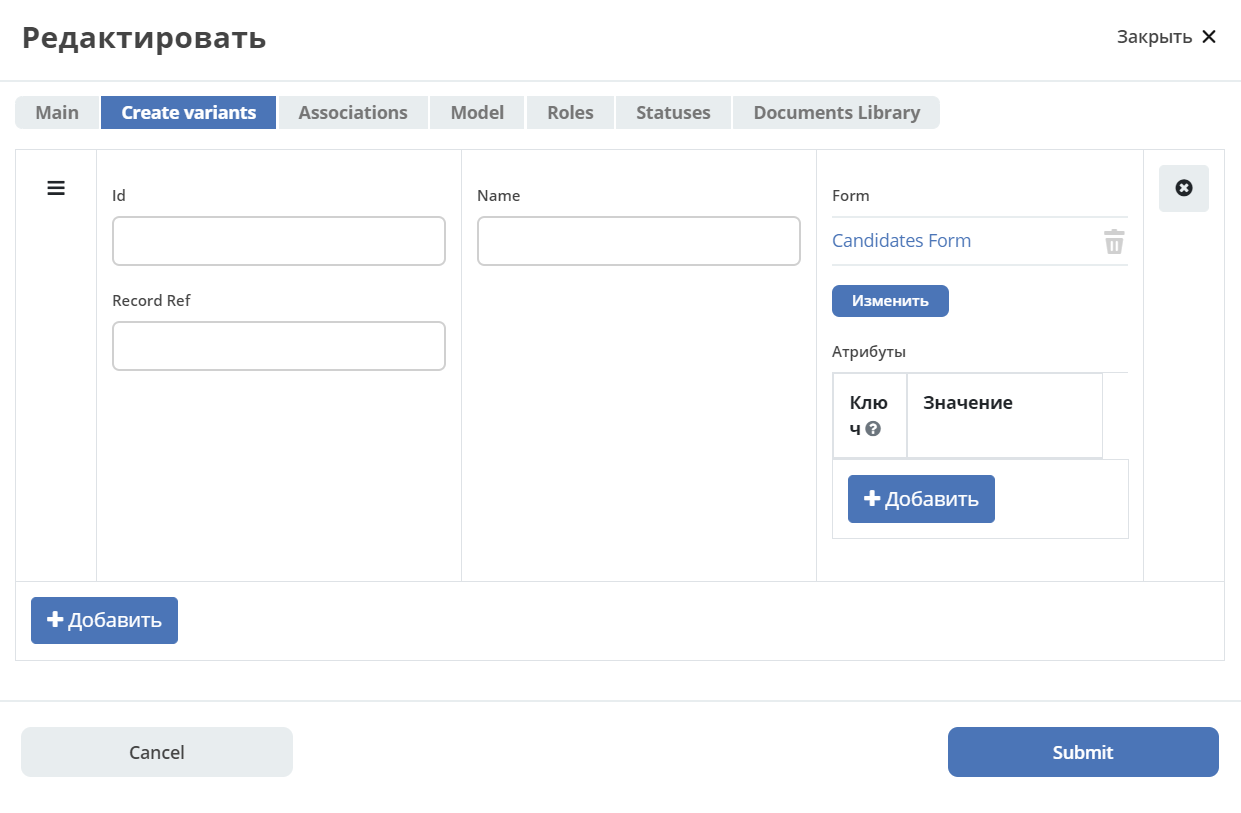 Редактировать
Закрыть
Main Create variants Associations Model Roles Statuses Documents Library
Id
Name
Form
Candidates Form
Record Ref
Изменить
Атрибуты
Клю
ч
Значение
Добавить
Добавить
Cancel
Submit